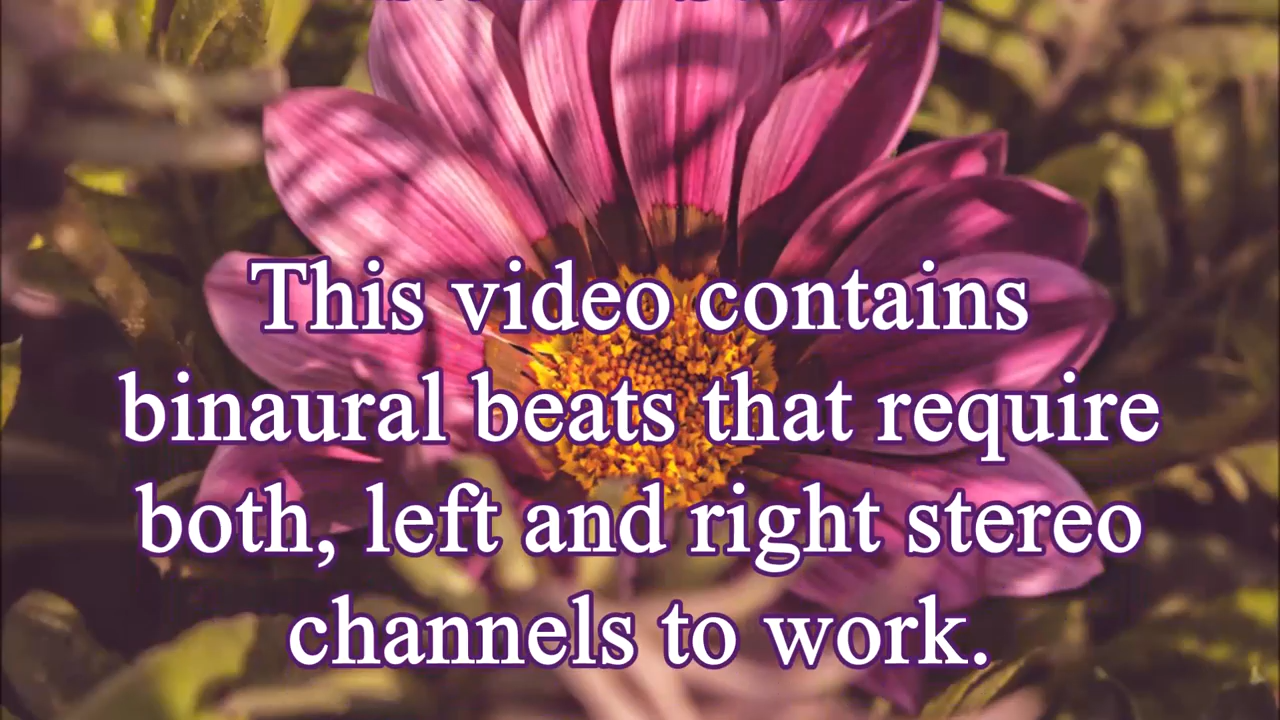 This video contains
binaural beats that require
both, left and right stereo
channels to work.